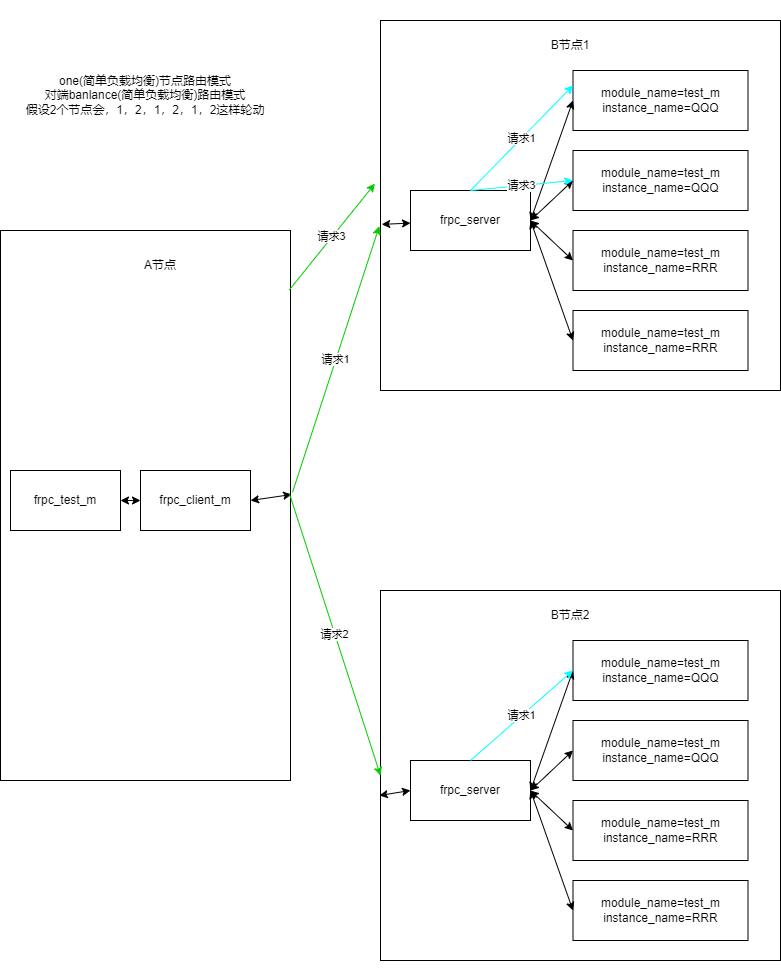 one(简单负载均衡)节点路由模式
对端banlance(简单负载均衡)路由模式
假设2个节点会，1，2，1，2，1，2这样轮动
A节点
frpc_test_m
frpc_client_m
请求3
请求1
请求2
B节点1
frpc_server
请求1
请求3
module_name=test_m
instance_name=QQQ
module_name=test_m
instance_name=QQQ
module_name=test_m
instance_name=RRR
module_name=test_m
instance_name=RRR
B节点2
frpc_server
请求1
module_name=test_m
instance_name=QQQ
module_name=test_m
instance_name=QQQ
module_name=test_m
instance_name=RRR
module_name=test_m
instance_name=RRR